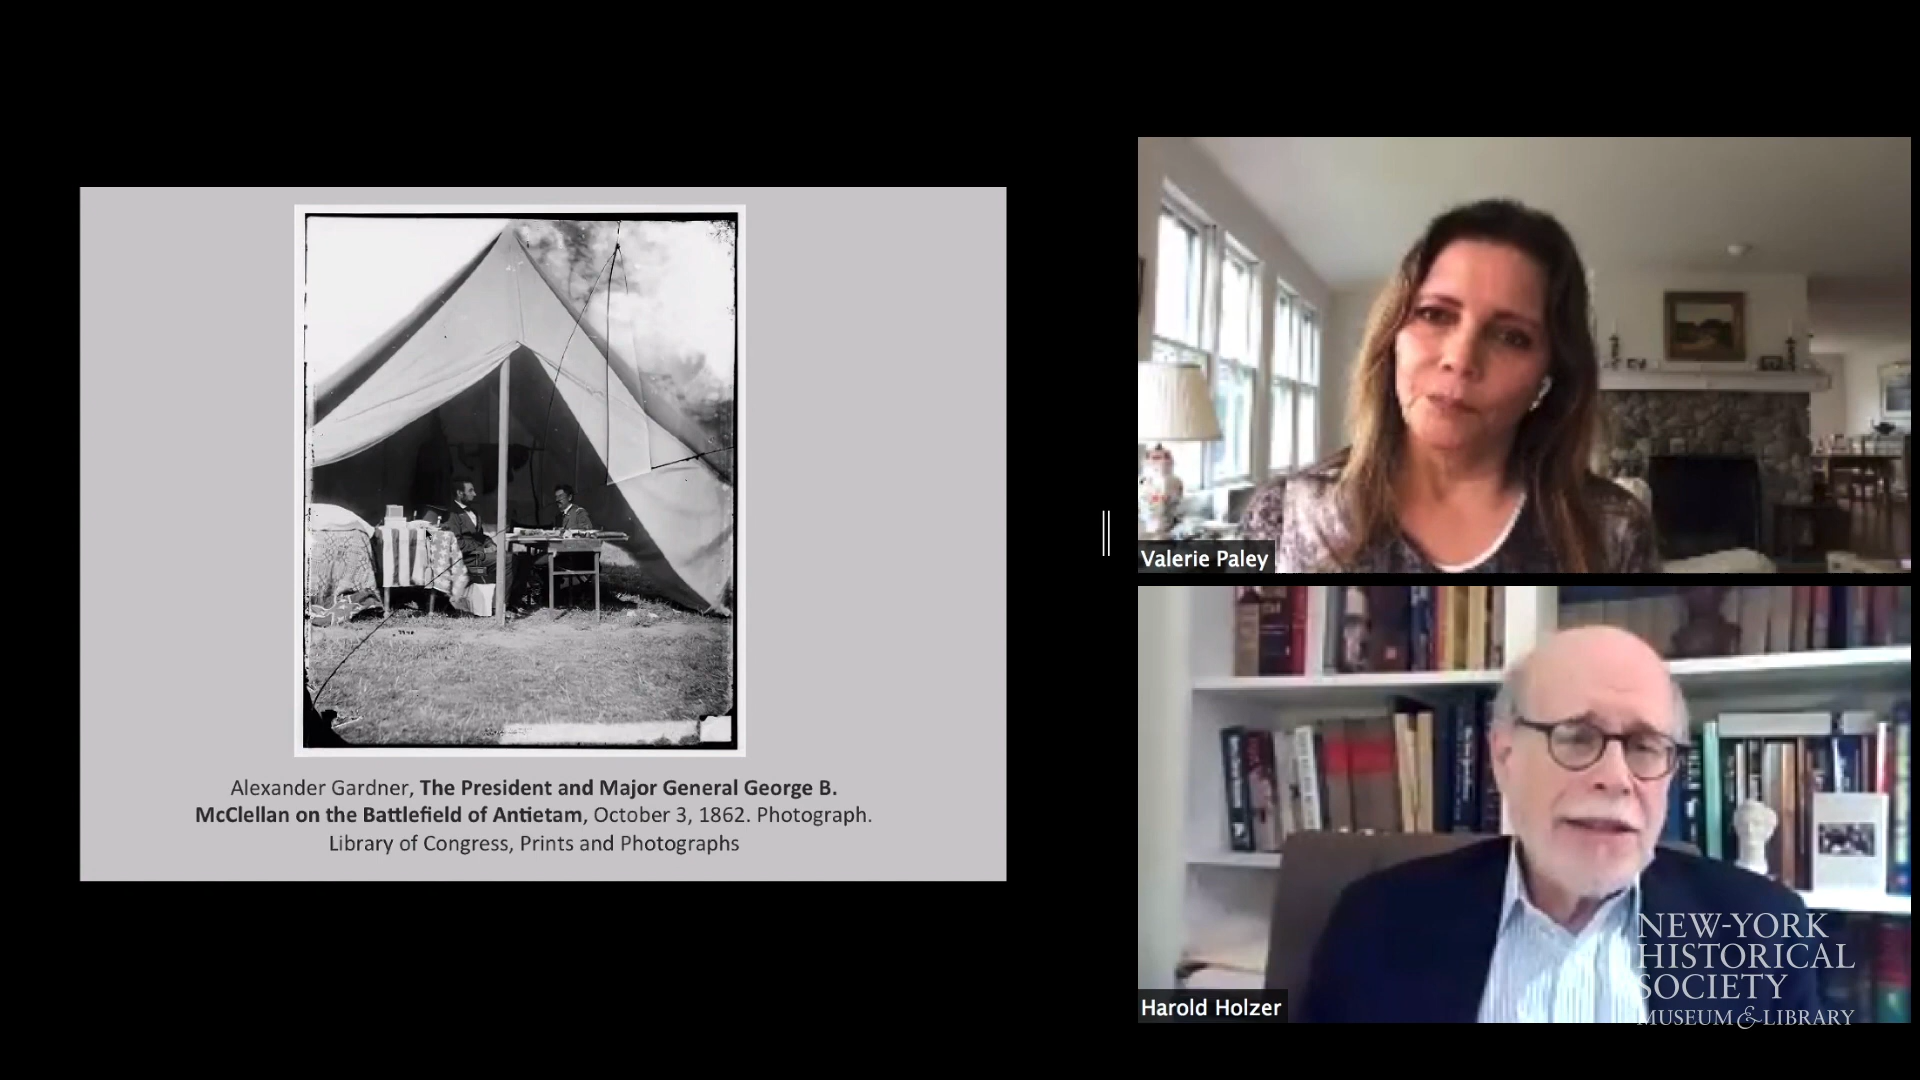 Alexander Gardner, The President and Major General George B.
McClellan on the Battlefield of Antietam, October 3, 1862. Photograph.
Library of Congress, Prints and Photographs
Valerie Paley
Harold Holzer
NEW-YORK
HISTORICAL
SOCIETY
MUSEUM & LIBRARY